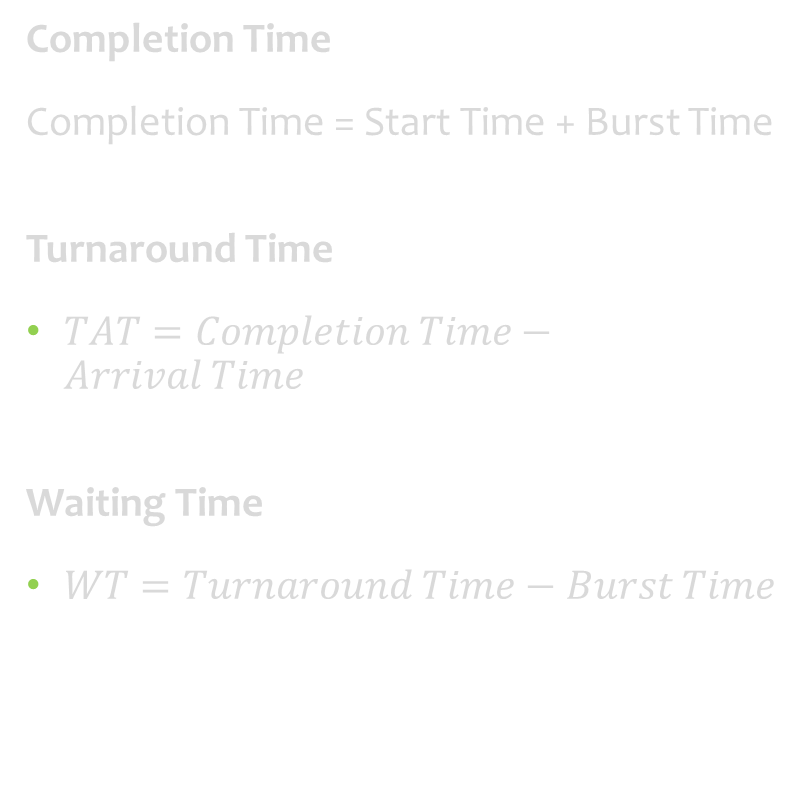 Completion Time
Completion Time = Start Time + Burst Time
Turnaround Time
• TAT = Completion Time −
Arrival Time
Waiting Time
• WT = Turnaround Time − Burst Time